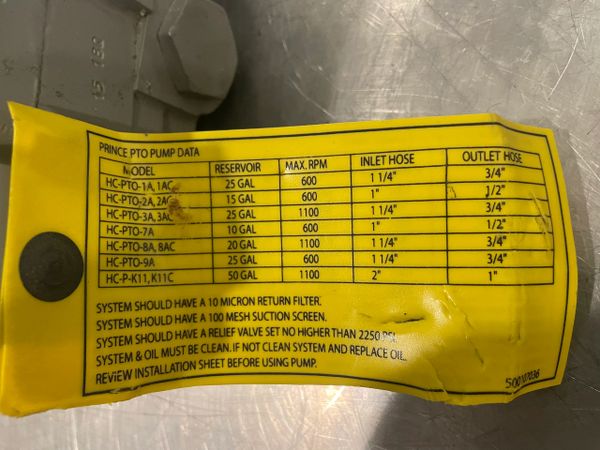 15 183
PRINCE PTO PUMP DATA
MODEL RESERVOIR MAX. RPM INLET HOSE OUTLET HOSE
HC-PTO-1A, 1AC 25 GAL 600 1 1/4" 3/4"
HC-PTO-2A, 2AC 15 GAL 600 1" 1/2"
HC-PTO-3A, 3AC 25 GAL 1100 1 1/4" 3/4"
HC-PTO-7A 10 GAL 600 1" 1/2"
HC-PTO-8A, 8AC 20 GAL 1100 1 1/4" 3/4"
HC-PTO-9A 25 GAL 600 1 1/4" 3/4"
HC-P-K11, K11C 50 GAL 1100 2" 1"
SYSTEM SHOULD HAVE A 10 MICRON RETURN FILTER.
SYSTEM SHOULD HAVE A 100 MESH SUCTION SCREEN.
SYSTEM SHOULD HAVE A RELIEF VALVE SET NO HIGHER THAN 2250 PSI.
SYSTEM & OIL MUST BE CLEAN. IF NOT CLEAN SYSTEM AND REPLACE OIL.
REVIEW INSTALLATION SHEET BEFORE USING PUMP.
500107036